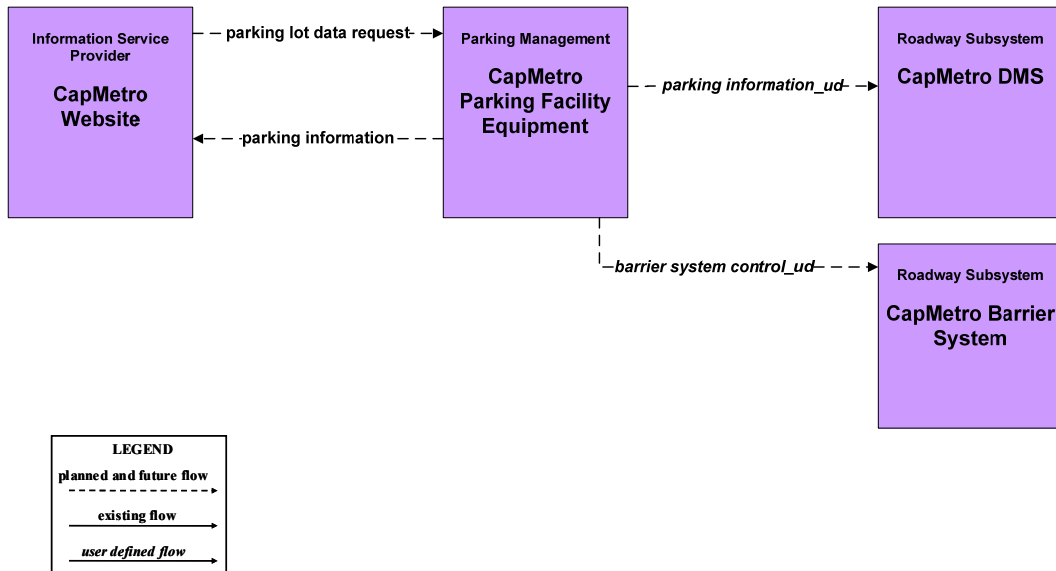 Information Service
Provider
CapMetro
Website
parking lot data request
parking information
Parking Management
CapMetro
Parking Facility
Equipment
parking information_ud
barrier system control_ud
Roadway Subsystem
CapMetro DMS
Roadway Subsystem
CapMetro Barrier
System
LEGEND
planned and future flow
existing flow
user defined flow